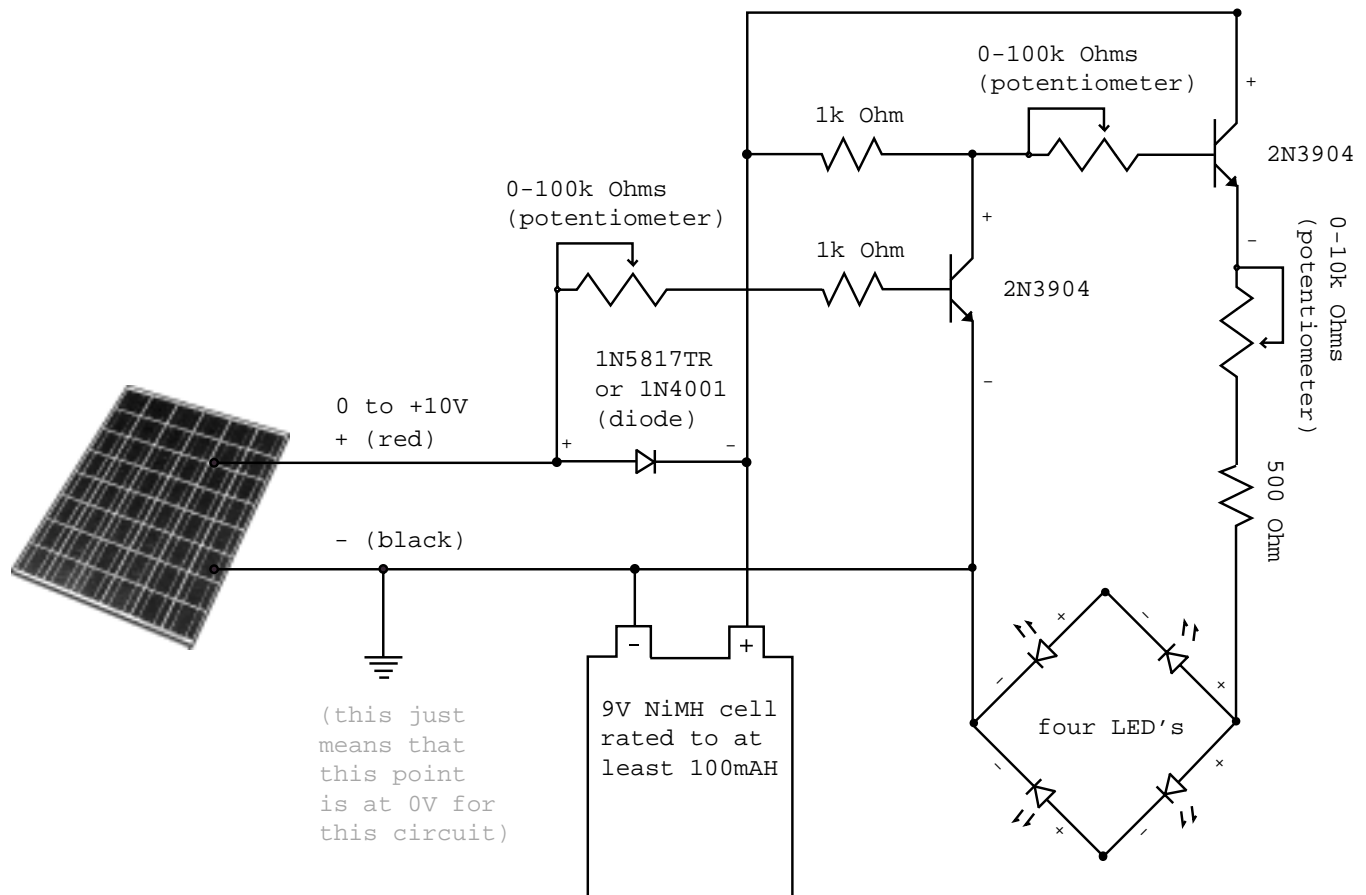 0-100k Ohms
(potentiometer)
+
1k Ohm
2N3904
0-100k Ohms
(potentiometer)
+
-
0-10k Ohms
(potentiometer)
1k Ohm
2N3904
1N5817TR
or 1N4001
(diode)
-
0 to +10V
+ (red)
+
-
500 Ohm
- (black)
+
-
- +
-
+
(this just
means that
this point
is at 0V for
this circuit)
9V NiMH cell
rated to at
least 100mAH
four LED's
-
+
+
-